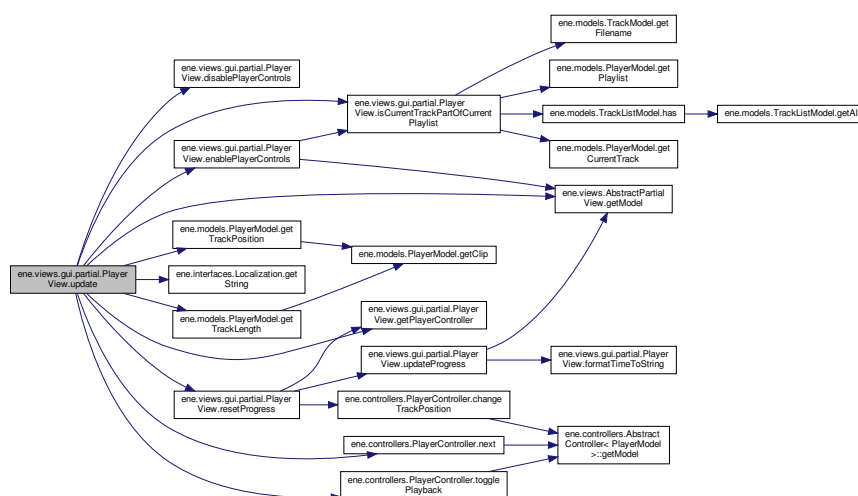 ene.models.TrackModel.get
Filename
ene.views.gui.partial.Player
View.disablePlayerControls
ene.models.PlayerModel.get
Playlist
ene.views.gui.partial.Player
View.isCurrentTrackPartOfCurrent
Playlist
ene.models.TrackListModel.has
ene.models.TrackListModel.getAl
ene.views.gui.partial.Player
View.enablePlayerControls
ene.models.PlayerModel.get
CurrentTrack
ene.views.AbstractPartial
View.getModel
ene.models.PlayerModel.get
TrackPosition
ene.models.PlayerModel.getClip
ene.views.gui.partial.Player
View.update
ene.interfaces.Localization.get
String
ene.models.PlayerModel.get
TrackLength
ene.views.gui.partial.Player
View.getPlayerController
ene.views.gui.partial.Player
View.updateProgress
ene.views.gui.partial.Player
View.formatTimeToString
ene.views.gui.partial.Player
View.resetProgress
ene.controllers.PlayerController.change
TrackPosition
ene.controllers.Abstract
Controller< PlayerModel
>::getModel
ene.controllers.PlayerController.next
ene.controllers.PlayerController.toggle
Playback